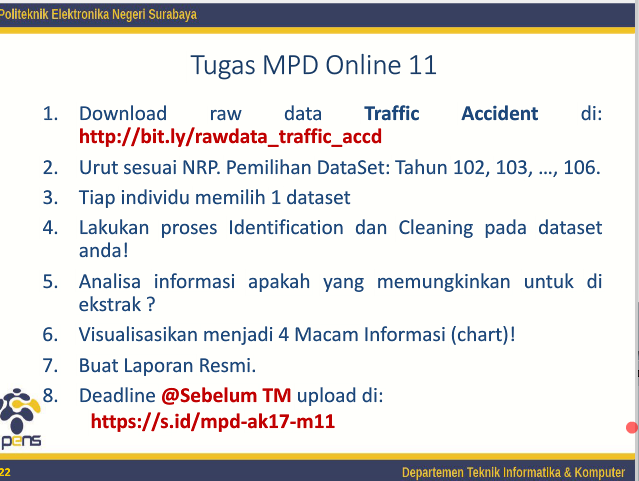 Politeknik Elektronika Negeri Surabaya
Tugas MPD Online 11
1. Download raw data Traffic Accident di:
http://bit.ly/rawdata_traffic_accd
2. Urut sesuai NRP. Pemilihan DataSet: Tahun 102, 103, ..., 106.
3. Tiap individu memilih 1 dataset
4. Lakukan proses Identification dan Cleaning pada dataset
anda!
5. Analisa informasi apakah yang memungkinkan untuk di
ekstrak ?
6. Visualisasikan menjadi 4 Macam Informasi (chart)!
7. Buat Laporan Resmi.
8. Deadline @Sebelum TM upload di:
https://s.id/mpd-ak17-m11
pens
22
Departemen Teknik Informatika & Komputer